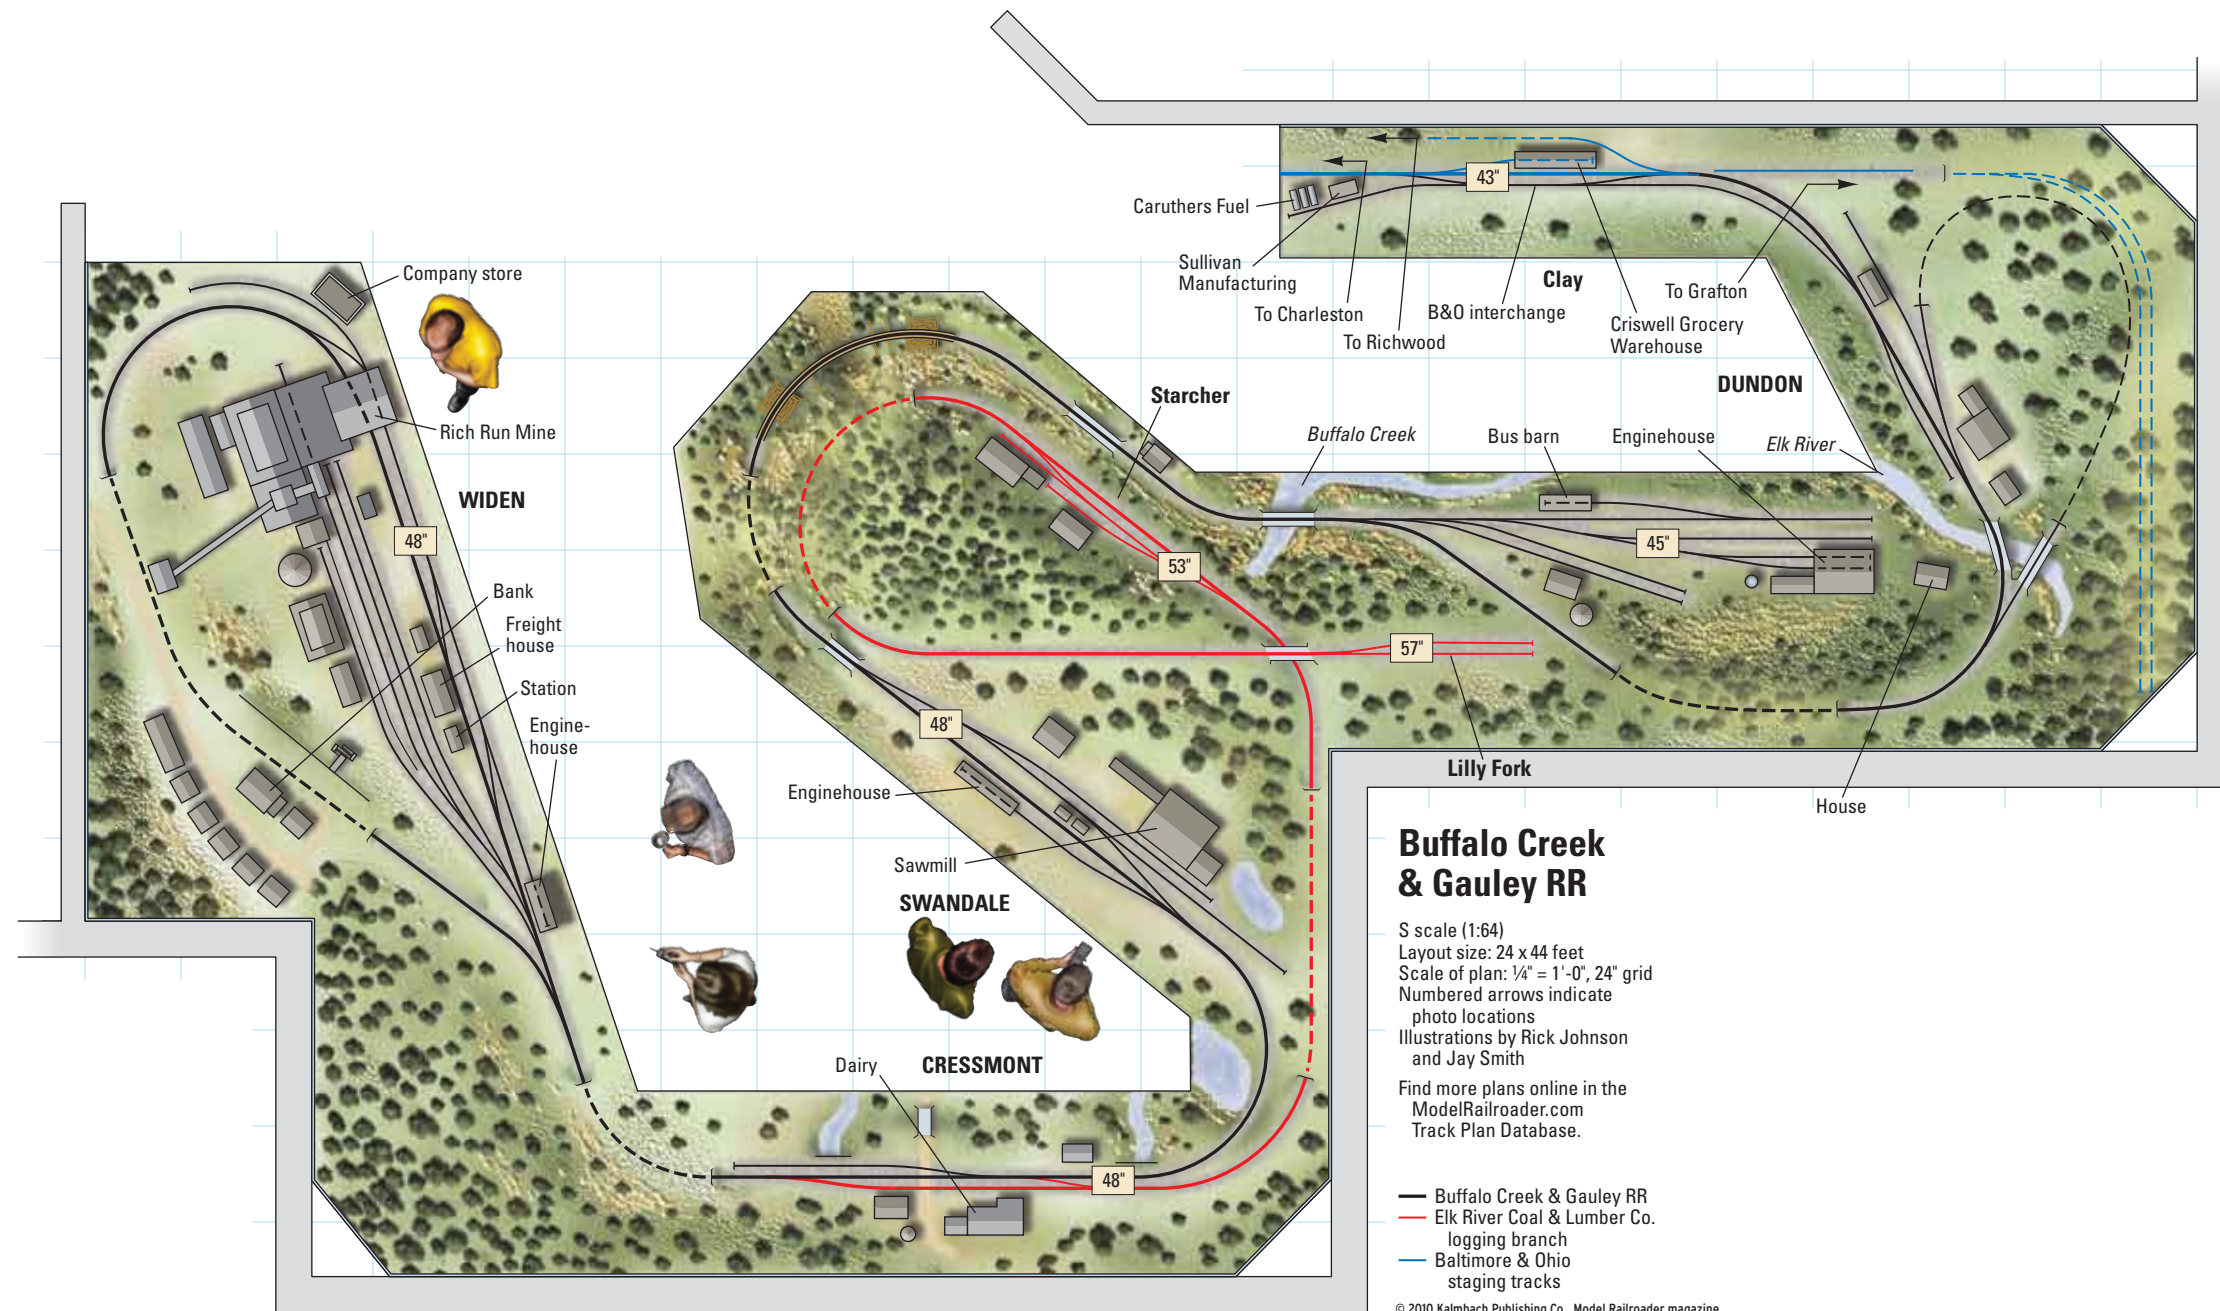 43"
Caruthers Fuel
Sullivan
Manufacturing
To Charleston
To Richwood
B&O interchange
Clay
Criswell Grocery
Warehouse
To Grafton
DUNDON
Company store
Rich Run Mine
WIDEN
48"
Bank
Freight
house
Station
Engine-
house
Starcher
Buffalo Creek
Bus barn
Enginehouse
Elk River
45"
53"
57"
Lilly Fork
House
48"
Enginehouse
Sawmill
SWANDALE
Dairy
CRESSMONT
48"
Buffalo Creek
& Gauley RR
S scale (1:64)
Layout size: 24 x 44 feet
Scale of plan: ¼" = 1'-0", 24" grid
Numbered arrows indicate
photo locations
Illustrations by Rick Johnson
and Jay Smith
Find more plans online in the
ModelRailroader.com
Track Plan Database.
Buffalo Creek & Gauley RR
Elk River Coal & Lumber Co.
logging branch
Baltimore & Ohio
staging tracks
© 2010 Kalmbach Publishing Co., Model Railroader magazine